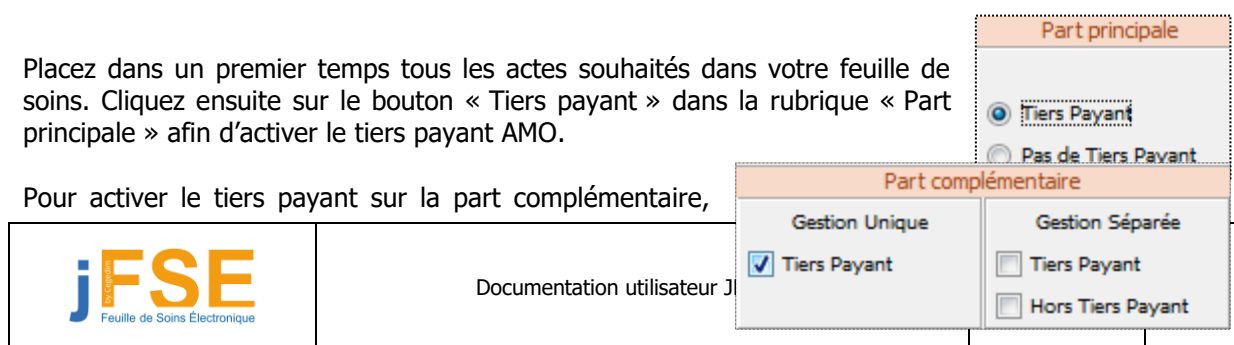 Part principale
Placez dans un premier temps tous les actes souhaités dans votre feuille de
soins. Cliquez ensuite sur le bouton « Tiers payant » dans la rubrique « Part
principale » afin d’activer le tiers payant AMO.
Tiers Payant
Pas de Tiers Payant
Pour activer le tiers payant sur la part complémentaire,
Part complémentaire
Gestion Unique
Gestion Séparée
Tiers Payant
Tiers Payant
Hors Tiers Payant
jFSE
by Cegedim
Feuille de Soins Électronique
Documentation utilisateur